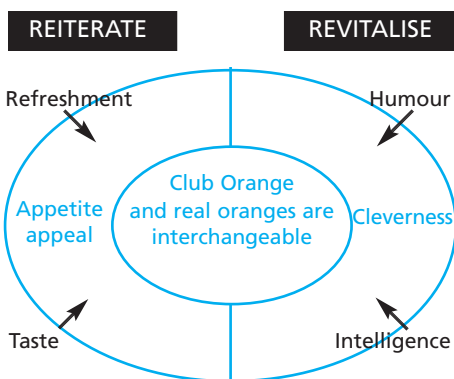 REITERATE
REVITALISE
Refreshment
Humour
Appetite
appeal
Club Orange
and real oranges are
interchangeable
Cleverness
Taste
Intelligence